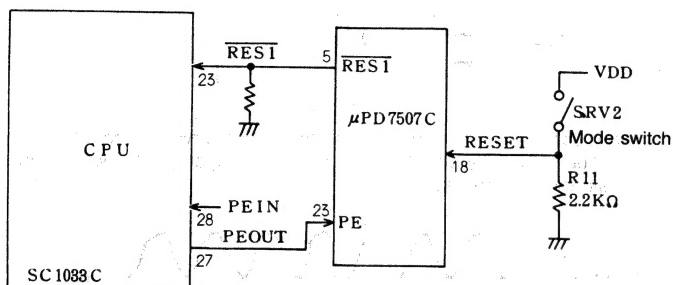 RES1
5
23
RES1
VDD
SRV2
Mode switch
μPD7507C
CPU
RESET
18
R11
2.2KΩ
PEIN
28
23
PE
PEOUT
27
SC1033C